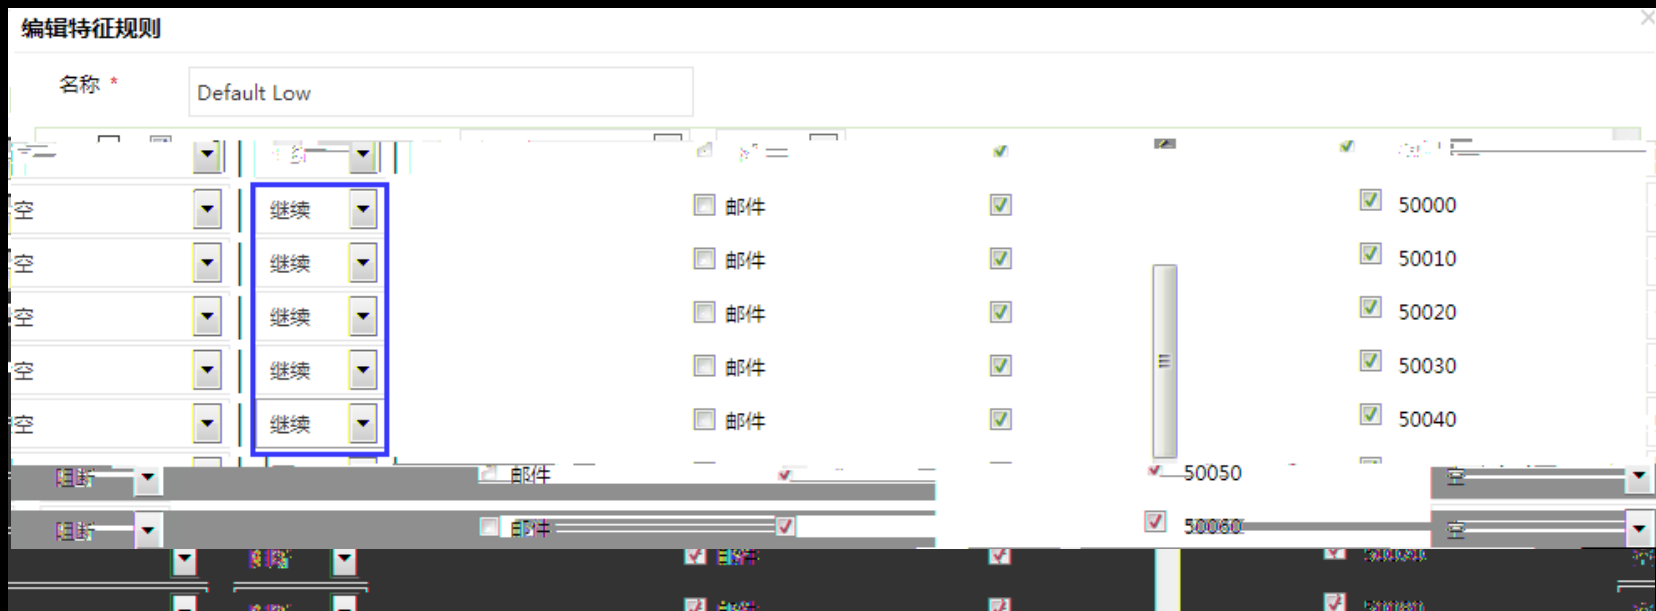 编辑特征规则
名称 *
Default Low
空 继续 邮件 50000
空 继续 邮件 50010
空 继续 邮件 50020
空 继续 邮件 50030
空 继续 邮件 50040
阻断 邮件 50050 空
阻断 邮件 50060 空